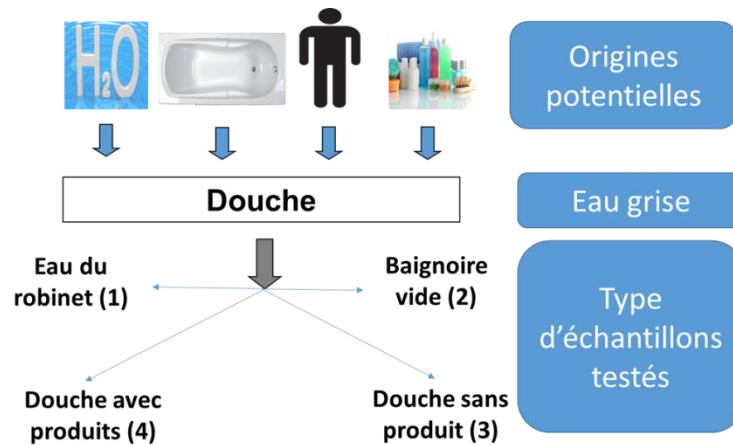 H2O
Origines
potentielles
Douche
Eau grise
Eau du
robinet (1)
Baignoire
vide (2)
Type
d'échantillons
testés
Douche avec
produits (4)
Douche sans
produit (3)